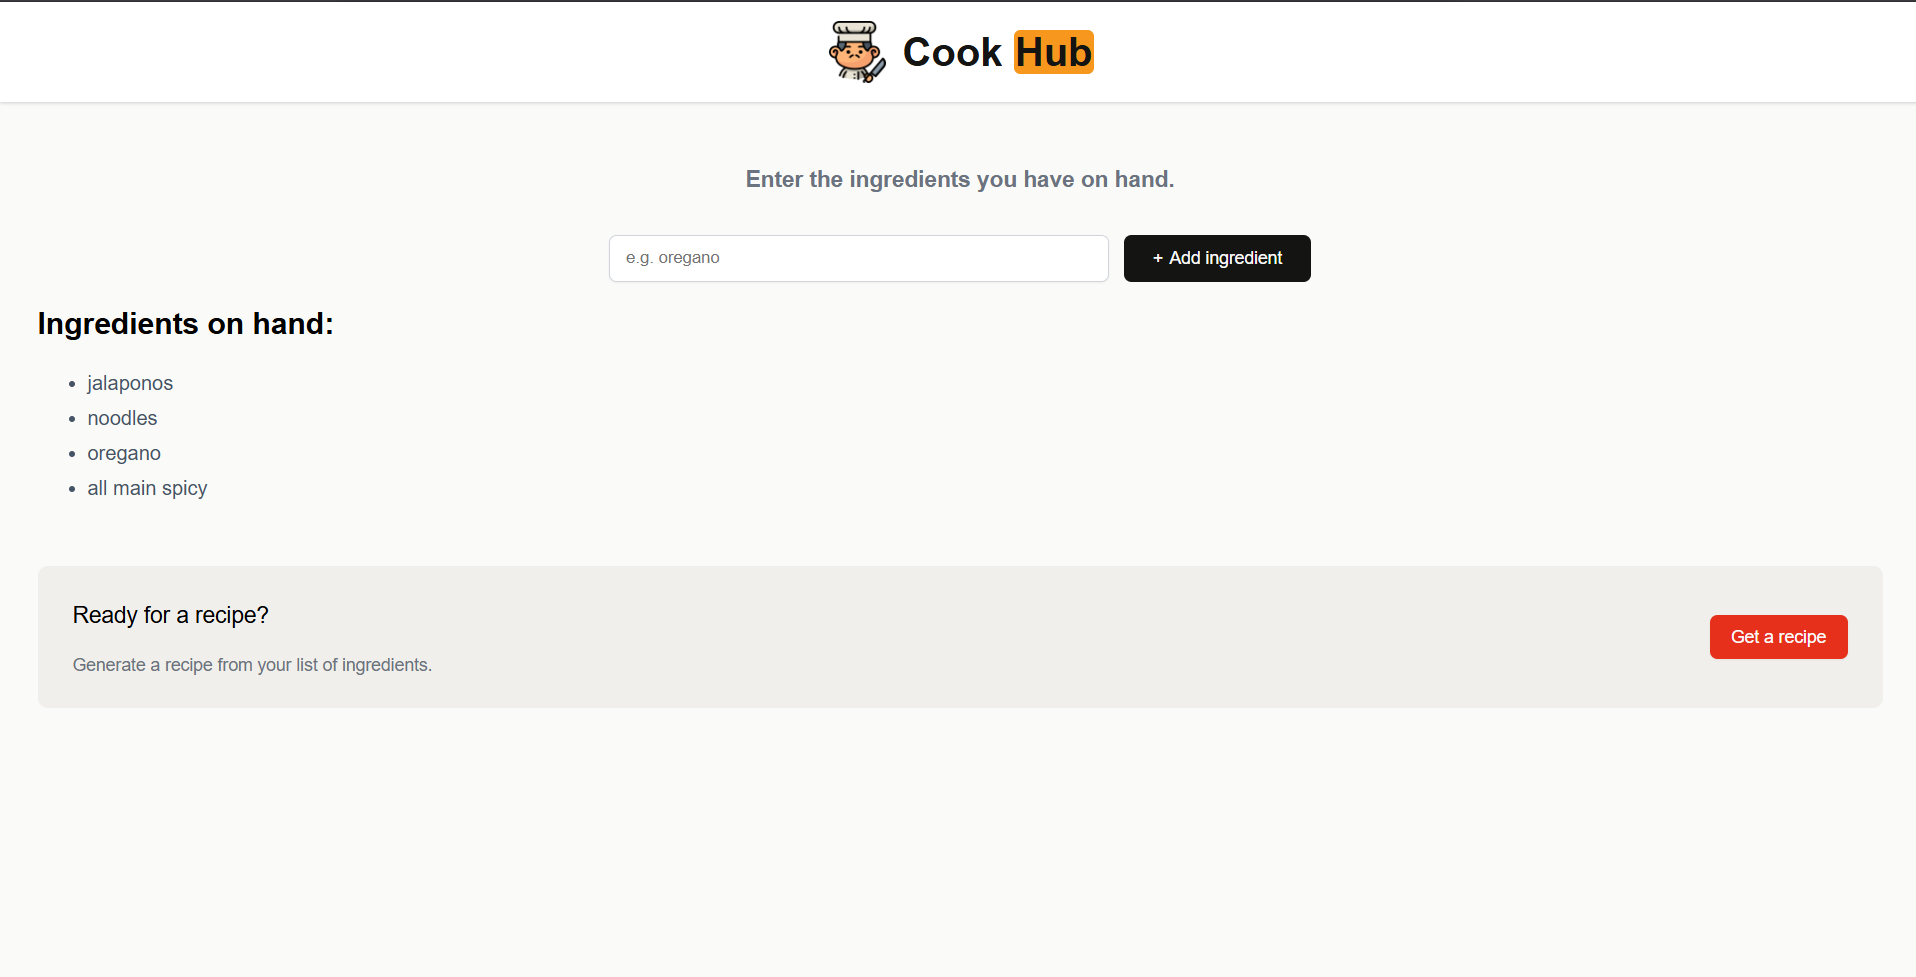 Cook Hub
Enter the ingredients you have on hand.
e.g. oregano
+ Add ingredient
Ingredients on hand:
• jalaponos
• noodles
• oregano
• all main spicy
Ready for a recipe?
Generate a recipe from your list of ingredients.
Get a recipe